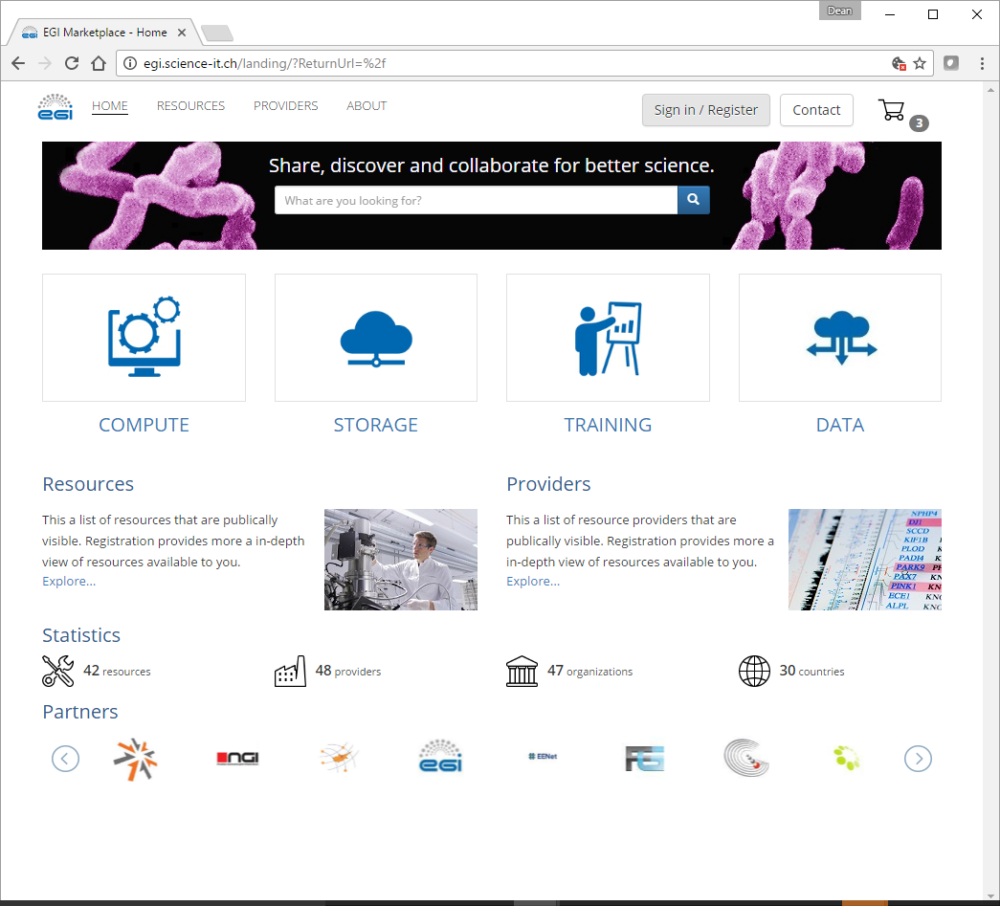 Dean
EGI Marketplace - Home
egi.science-it.ch/landing/?ReturnUrl=%2f
egi
HOME
RESOURCES
PROVIDERS
ABOUT
Sign in / Register
Contact
3
Share, discover and collaborate for better science.
What are you looking for?
COMPUTE
STORAGE
TRAINING
DATA
Resources
This a list of resources that are publically
visible. Registration provides more a in-depth
view of resources available to you.
Explore...
Providers
This a list of resource providers that are
publically visible. Registration provides more a
in-depth view of resources available to you.
Explore...
NPHP4
DJ1
SCCD
KIF1B
PLOD
PADI4
PARK9
PAX7
PINK1
ECE1
ALPL
Statistics
42 resources
48 providers
47 organizations
30 countries
Partners
NGI
egi
EENet
FG